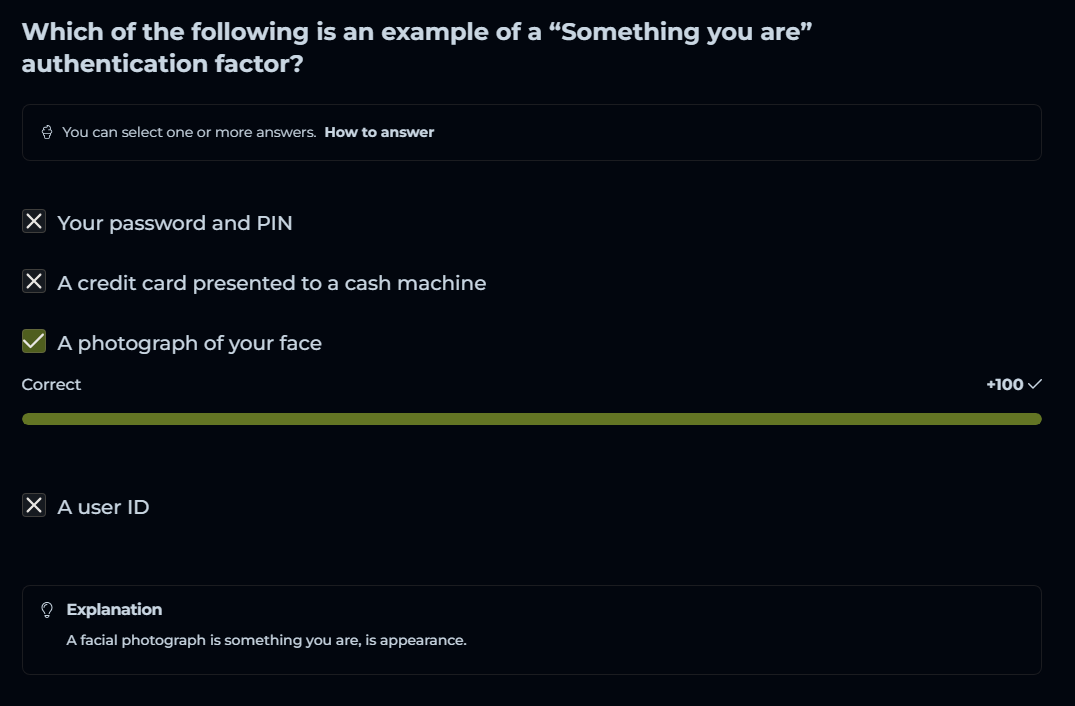 Which of the following is an example of a “Something you are”
authentication factor?
You can select one or more answers. How to answer
Your password and PIN
A credit card presented to a cash machine
A photograph of your face
Correct +100
A user ID
Explanation
A facial photograph is something you are, is appearance.